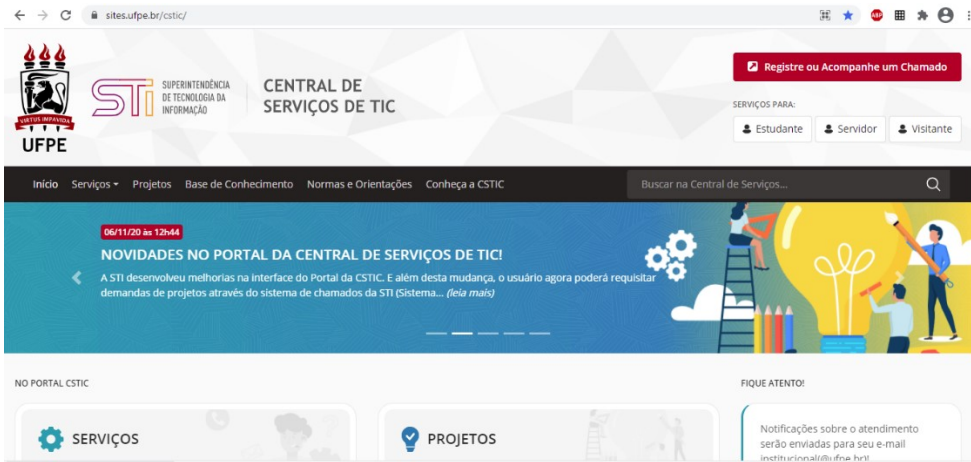 sites.ufpe.br/cstic/
ABP
VIRTUS IMPAVIDA
UFPE
STi
SUPERINTENDÊNCIA
DE TECNOLOGIA DA
INFORMAÇÃO
CENTRAL DE
SERVIÇOS DE TIC
Registre ou Acompanhe um Chamado
SERVIÇOS PARA:
Estudante Servidor Visitante
Início Serviços Projetos Base de Conhecimento Normas e Orientações Conheça a CSTIC Buscar na Central de Serviços...
06/11/20 às 12h44
NOVIDADES NO PORTAL DA CENTRAL DE SERVIÇOS DE TIC!
A STI desenvolveu melhorias na interface do Portal da CSTIC. E além desta mudança, o usuário agora poderá requisitar
demandas de projetos através do sistema de chamados da STI (Sistema... (leia mais)
NO PORTAL CSTIC
SERVIÇOS
PROJETOS
FIQUE ATENTO!
Notificações sobre o atendimento
serão enviadas para seu e-mail
institucional(@ufpe.br)!